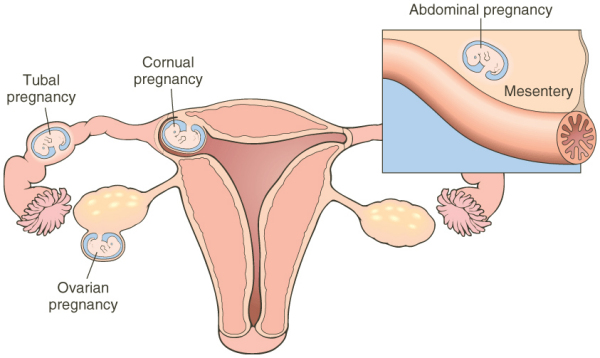 Abdominal pregnancy
Cornual
pregnancy
Tubal
pregnancy
Mesentery
Ovarian
pregnancy